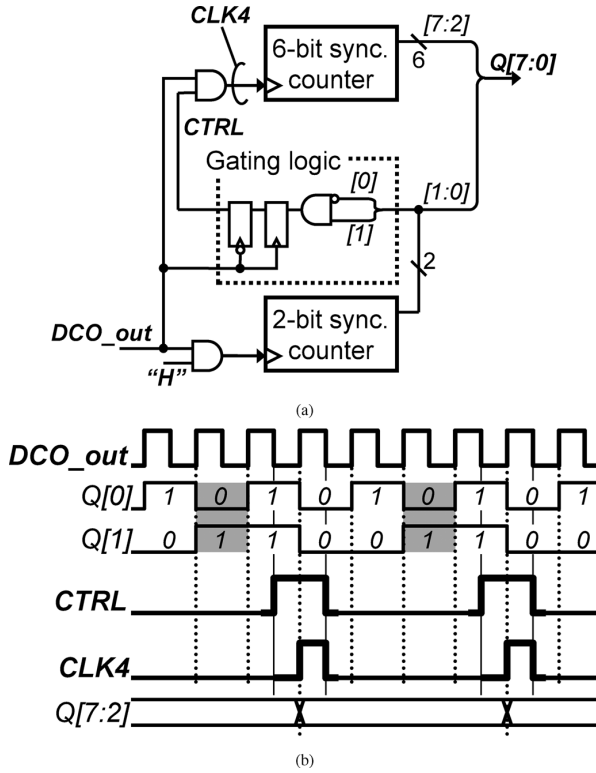 CLK4
6-bit sync.
counter
[7:2]
6
Q[7:0]
CTRL
Gating logic
[0]
[1]
[1:0]
2
DCO_out
"H"
2-bit sync.
counter
(a)
DCO_out
Q[0] 1 0 1 0 1 0 1 0 1
Q[1] 0 1 1 0 0 1 1 0 0
CTRL
CLK4
Q[7:2]
(b)